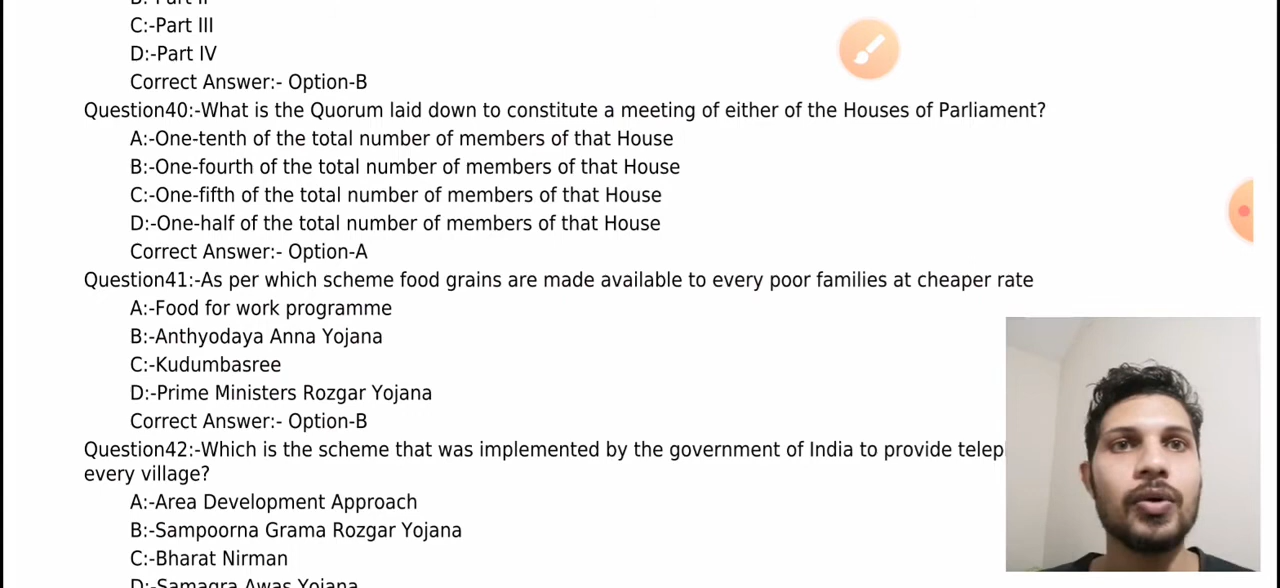 C:-Part III
D:-Part IV
Correct Answer:- Option-B
Question40:-What is the Quorum laid down to constitute a meeting of either of the Houses of Parliament?
A:-One-tenth of the total number of members of that House
B:-One-fourth of the total number of members of that House
C:-One-fifth of the total number of members of that House
D:-One-half of the total number of members of that House
Correct Answer:- Option-A
Question41:-As per which scheme food grains are made available to every poor families at cheaper rate
A:-Food for work programme
B:-Anthyodaya Anna Yojana
C:-Kudumbasree
D:-Prime Ministers Rozgar Yojana
Correct Answer:- Option-B
Question42:-Which is the scheme that was implemented by the government of India to provide
every village?
A:-Area Development Approach
B:-Sampoorna Grama Rozgar Yojana
C:-Bharat Nirman
D:-Samagra Awas Yojana